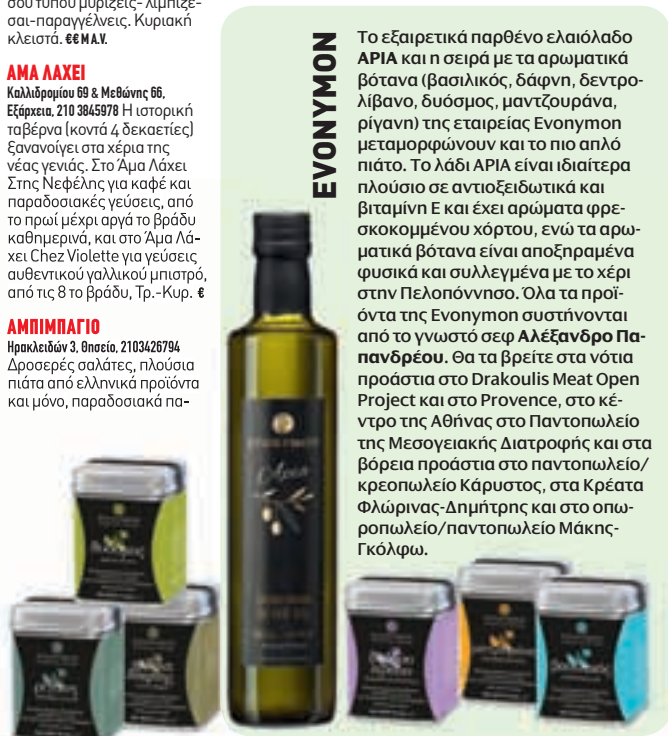 σου τύπου μυρίζεις- λιμπίζε-
σαι-παραγγέλνεις. Κυριακή
κλειστά. €€ M A.V.
ΑΜΑ ΛΑΧΕΙ
Καλλιδρομίου 69 & Μεθώνης 66,
Εξάρχεια, 210 3845978 Η ιστορική
ταβέρνα (κοντά 4 δεκαετίες)
ξανανοίγει στα χέρια της
νέας γενιάς. Στο Άμα Λάχει
Στης Νεφέλης για καφέ και
παραδοσιακές γεύσεις, από
το πρωί μέχρι αργά το βράδυ
καθημερινά, και στο Άμα Λά-
χει Chez Violette για γεύσεις
αυθεντικού γαλλικού μπιστρό,
από τις 8 το βράδυ, Τρ.-Κυρ. €
ΑΜΠΙΜΠΑΓΙΟ
Ηρακλειδών 3, Θησείο, 2103426794
Δροσερές σαλάτες, πλούσια
πιάτα από ελληνικά προϊόντα
και μόνο, παραδοσιακά πα-
EVONYMON
Το εξαιρετικά παρθένο ελαιόλαδο
ΑΡΙΑ και η σειρά με τα αρωματικά
βότανα (βασιλικός, δάφνη, δεντρο-
λίβανο, δυόσμος, μαντζουράνα,
ρίγανη) της εταιρείας Evonymon
μεταμορφώνουν και το πιο απλό
πιάτο. Το λάδι ΑΡΙΑ είναι ιδιαίτερα
πλούσιο σε αντιοξειδωτικά και
βιταμίνη Ε και έχει αρώματα φρε-
σκοκομμένου χόρτου, ενώ τα αρω-
ματικά βότανα είναι αποξηραμένα
φυσικά και συλλεγμένα με το χέρι
στην Πελοπόννησο. Όλα τα προϊ-
όντα της Evonymon συστήνονται
από το γνωστό σεφ Αλέξανδρο Πα-
πανδρέου. Θα τα βρείτε στα νότια
προάστια στο Drakoulis Meat Open
Project και στο Provence, στο κέ-
ντρο της Αθήνας στο Παντοπωλείο
της Μεσογειακής Διατροφής και στα
βόρεια προάστια στο παντοπωλείο/
κρεοπωλείο Κάρυστος, στα Κρέατα
Φλώρινας-Δημήτρης και στο οπω-
ροπωλείο/παντοπωλείο Μάκης-
Γκόλφω.